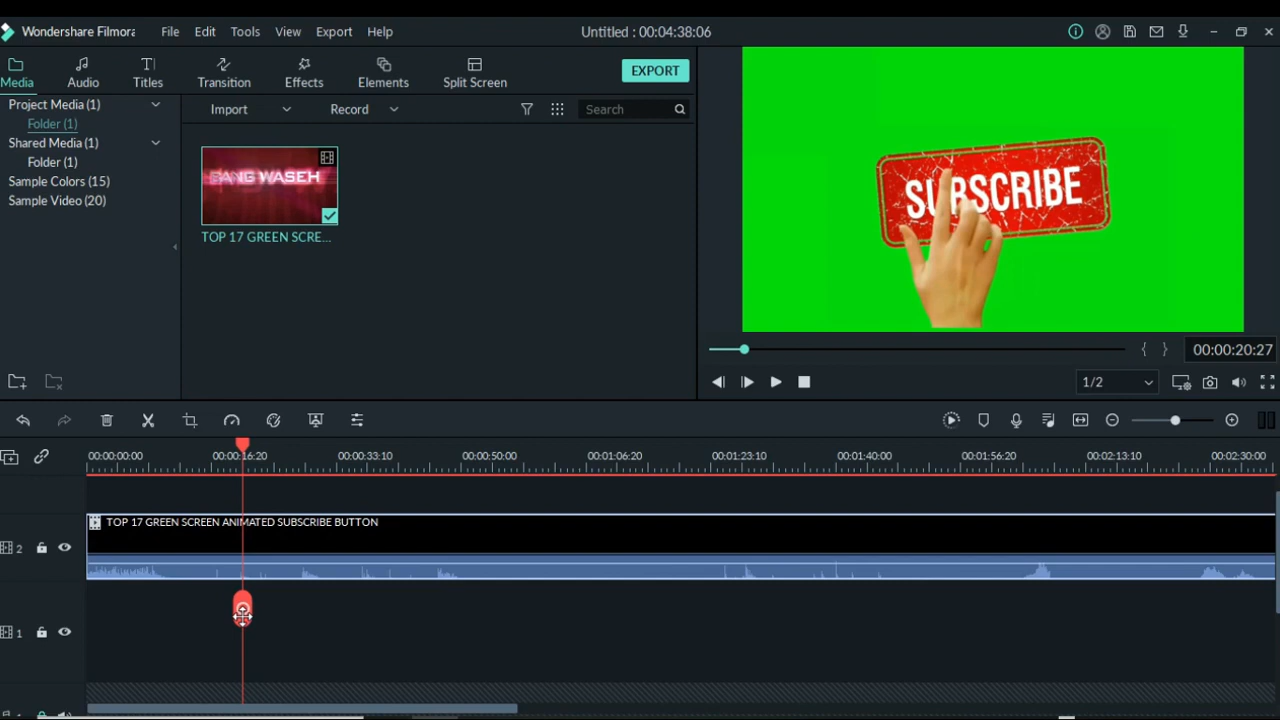 Wondershare Filmora File Edit Tools View Export Help Untitled : 00:04:38:06
Media Audio Titles Transition Effects Elements Split Screen EXPORT
Project Media (1)
Folder (1)
Shared Media (1)
Folder (1)
Sample Colors (15)
Sample Video (20)
Import Record Search
BANG WASEH
TOP 17 GREEN SCRE...
SUBSCRIBE
{ } 00:00:20:27
1/2
00:00:00:00 00:00:16:20 00:00:33:10 00:00:50:00 00:01:06:20 00:01:23:10 00:01:40:00 00:01:56:20 00:02:13:10 00:02:30:00
TOP 17 GREEN SCREEN ANIMATED SUBSCRIBE BUTTON
2
1